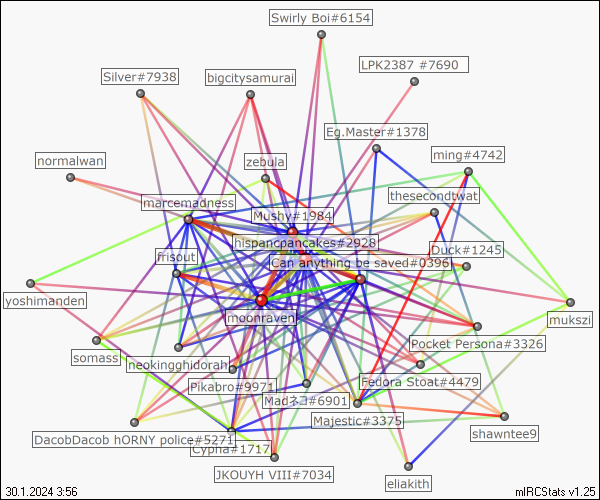 Swirly Boi#6154
LPK2387 #7690
Silver#7938
bigcitysamurai
Eg.Master#1378
ming#4742
normalwan
zebula
thesecondtwat
marcemadness
Mushy#1984
hispancpancakes#2928
Duck#1245
frisout
Can anything be saved#0396
yoshimanden
moonraven
mukszi
Pocket Persona#3326
somass
neokingghidorah
Fedora Stoat#4479
Pikabro#9971
Madネコ#6901
Majestic#3375
shawntee9
DacobDacob hORNY police#5271
Cypha#1717
JKOUYH VIII#7034
eliakith
30.1.2024 3:56
mIRCStats v1.25